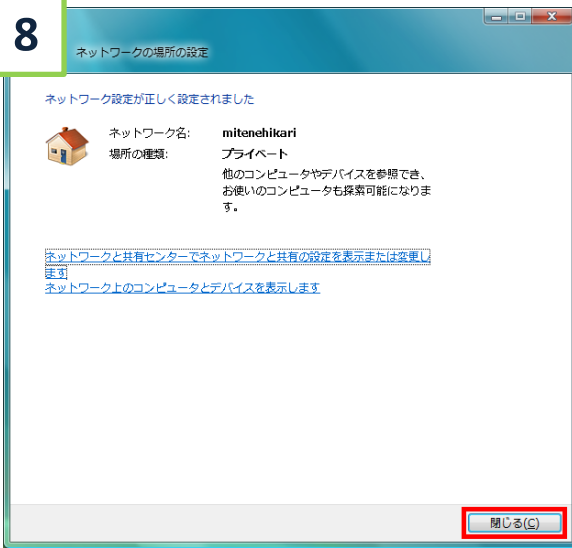 8
ネットワークの場所の設定
ネットワーク設定が正しく設定されました
ネットワーク名: mitenehikari
場所の種類: プライベート
他のコンピュータやデバイスを参照でき、
お使いのコンピュータも探索可能になりま
す。
ネットワークと共有センターでネットワークと共有の設定を表示または変更し
ます
ネットワーク上のコンピュータとデバイスを表示します
閉じる(C)